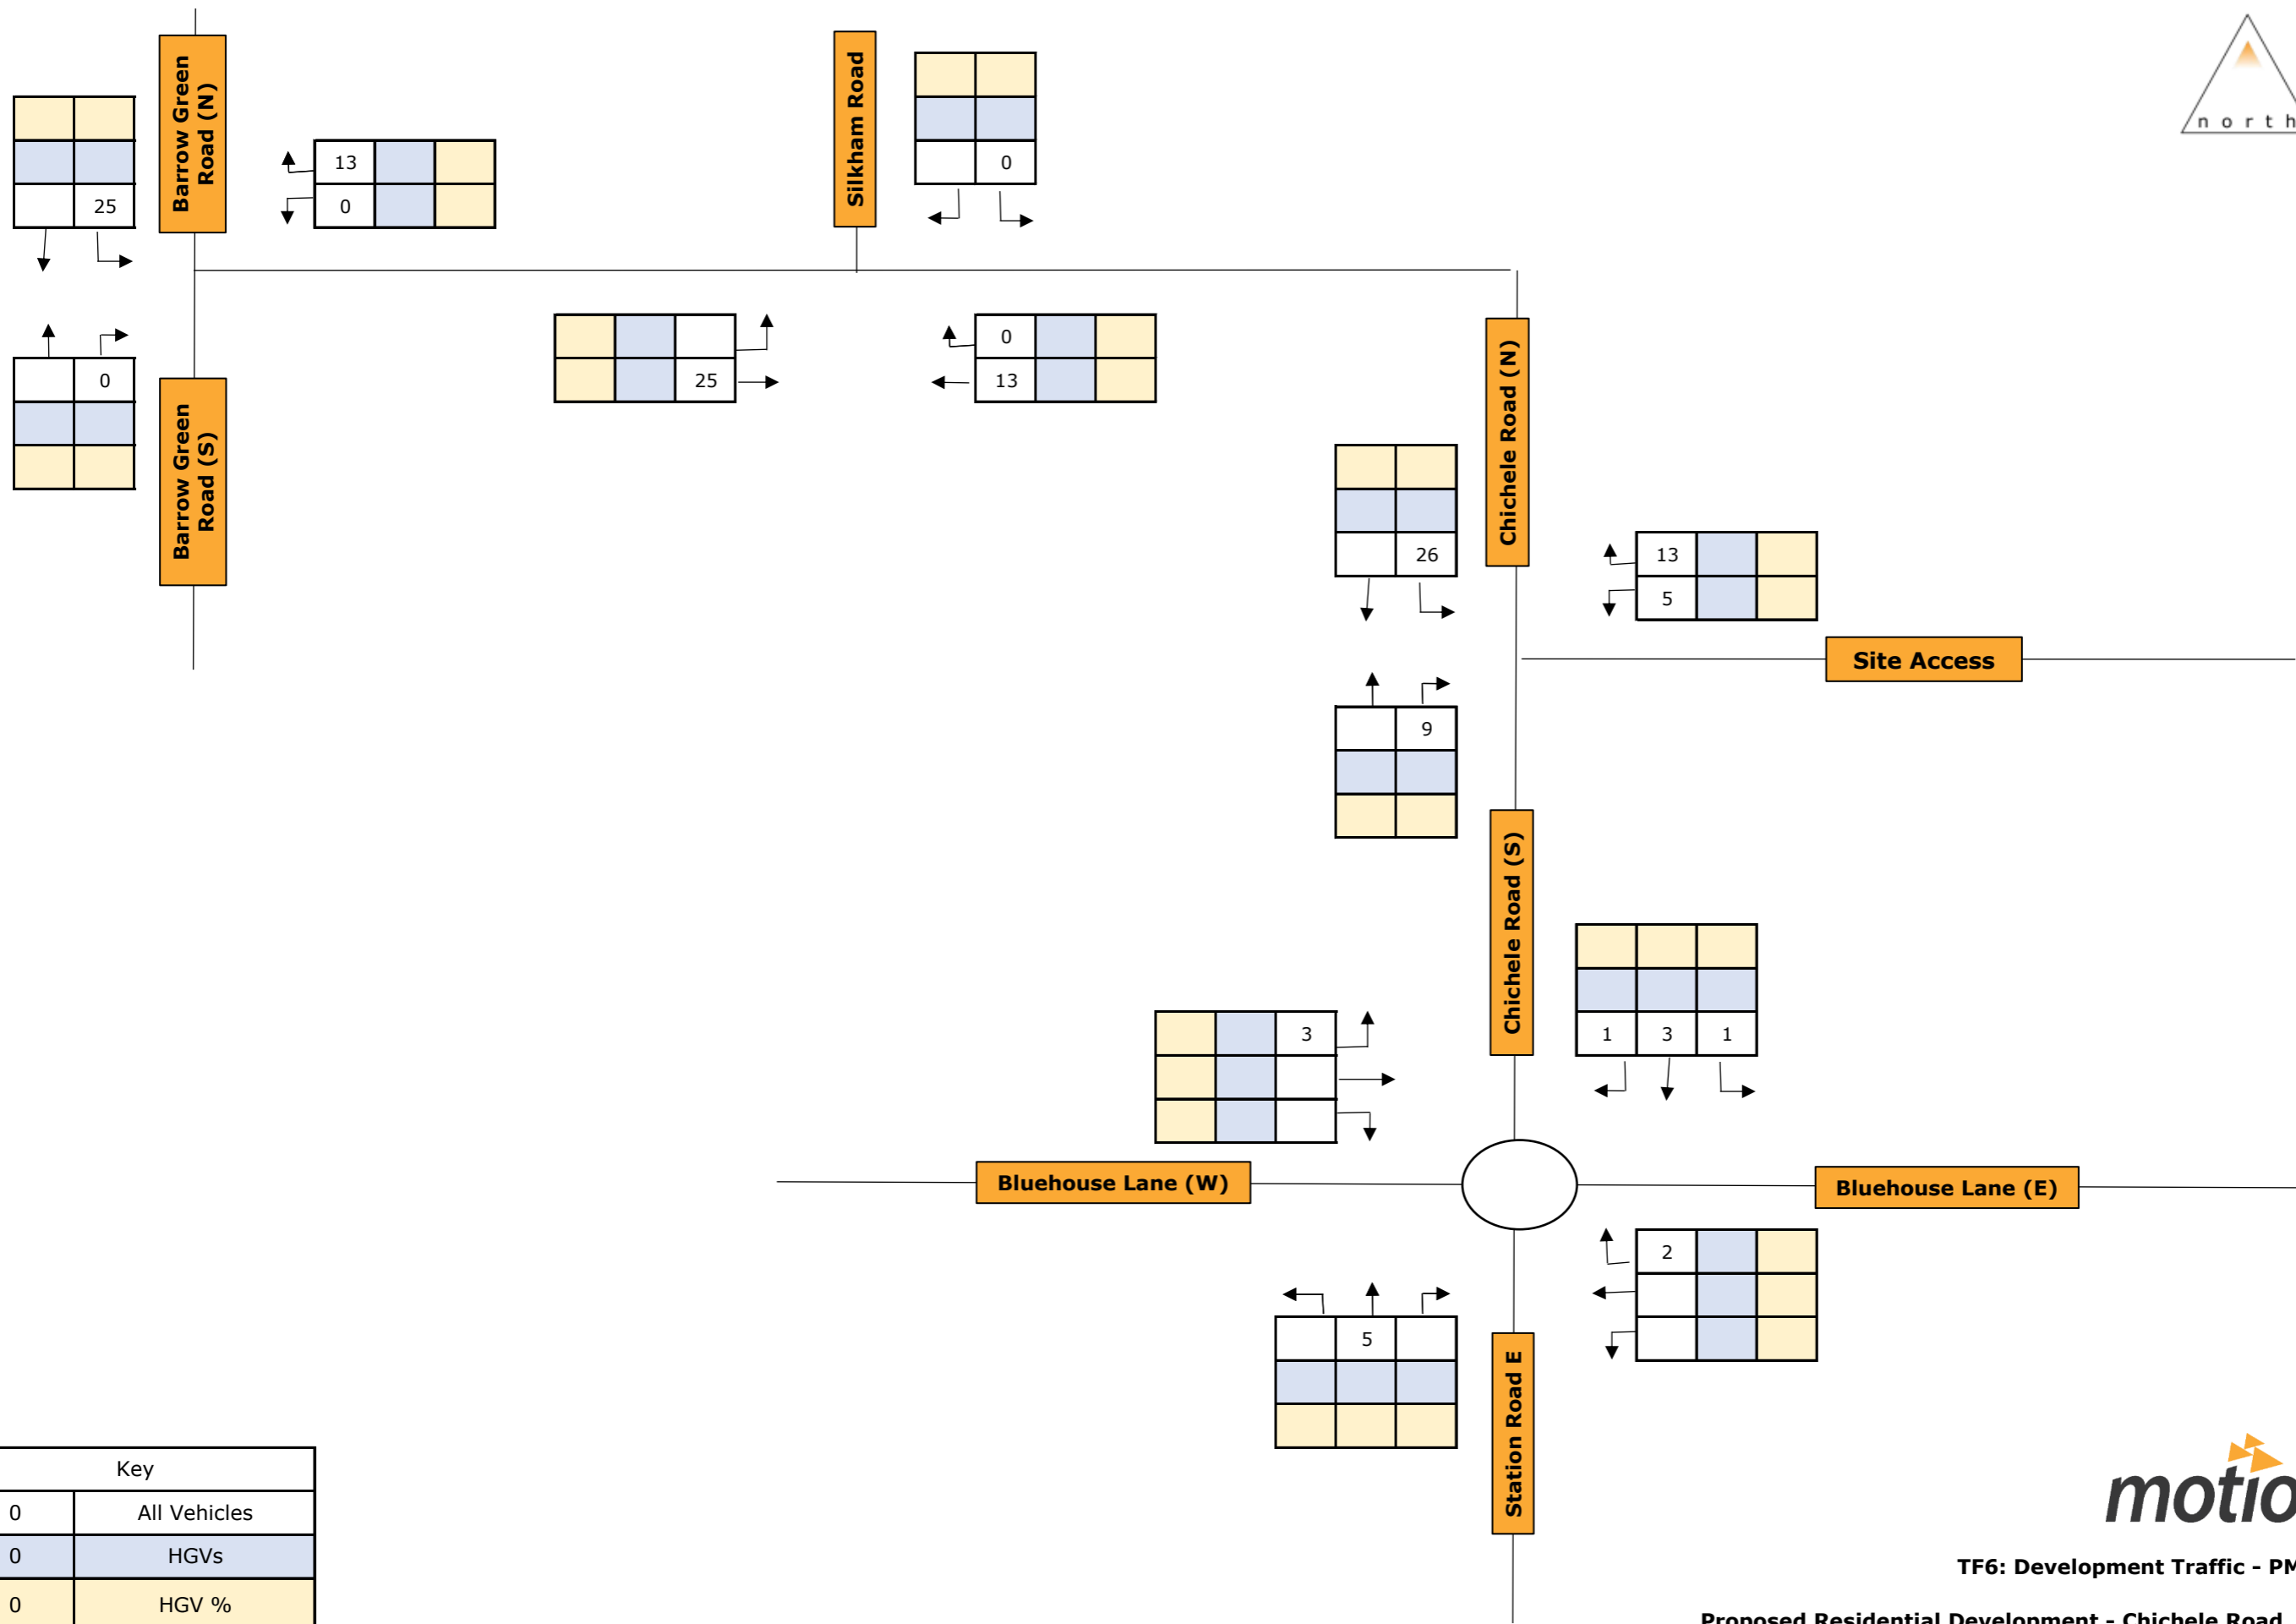 Barrow Green
Road (N)
25
13
0
Silkham Road
0
north
0
Barrow Green
Road (S)
25
0
13
Chichele Road (N)
26
13
5
Site Access
9
Chichele Road (S)
1 3 1
3
Bluehouse Lane (W)
Bluehouse Lane (E)
2
5
Station Road E
Key
0 All Vehicles
0 HGVs
0 HGV %
motio
TF6: Development Traffic - PM
Proposed Residential Development - Chichele Road